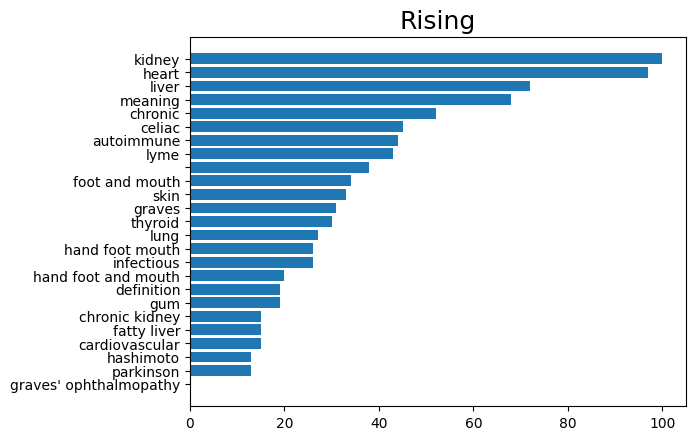 Rising
kidney
heart
liver
meaning
chronic
celiac
autoimmune
lyme
foot and mouth
skin
graves
thyroid
lung
hand foot mouth
infectious
hand foot and mouth
definition
gum
chronic kidney
fatty liver
cardiovascular
hashimoto
parkinson
graves' ophthalmopathy
0 20 40 60 80 100